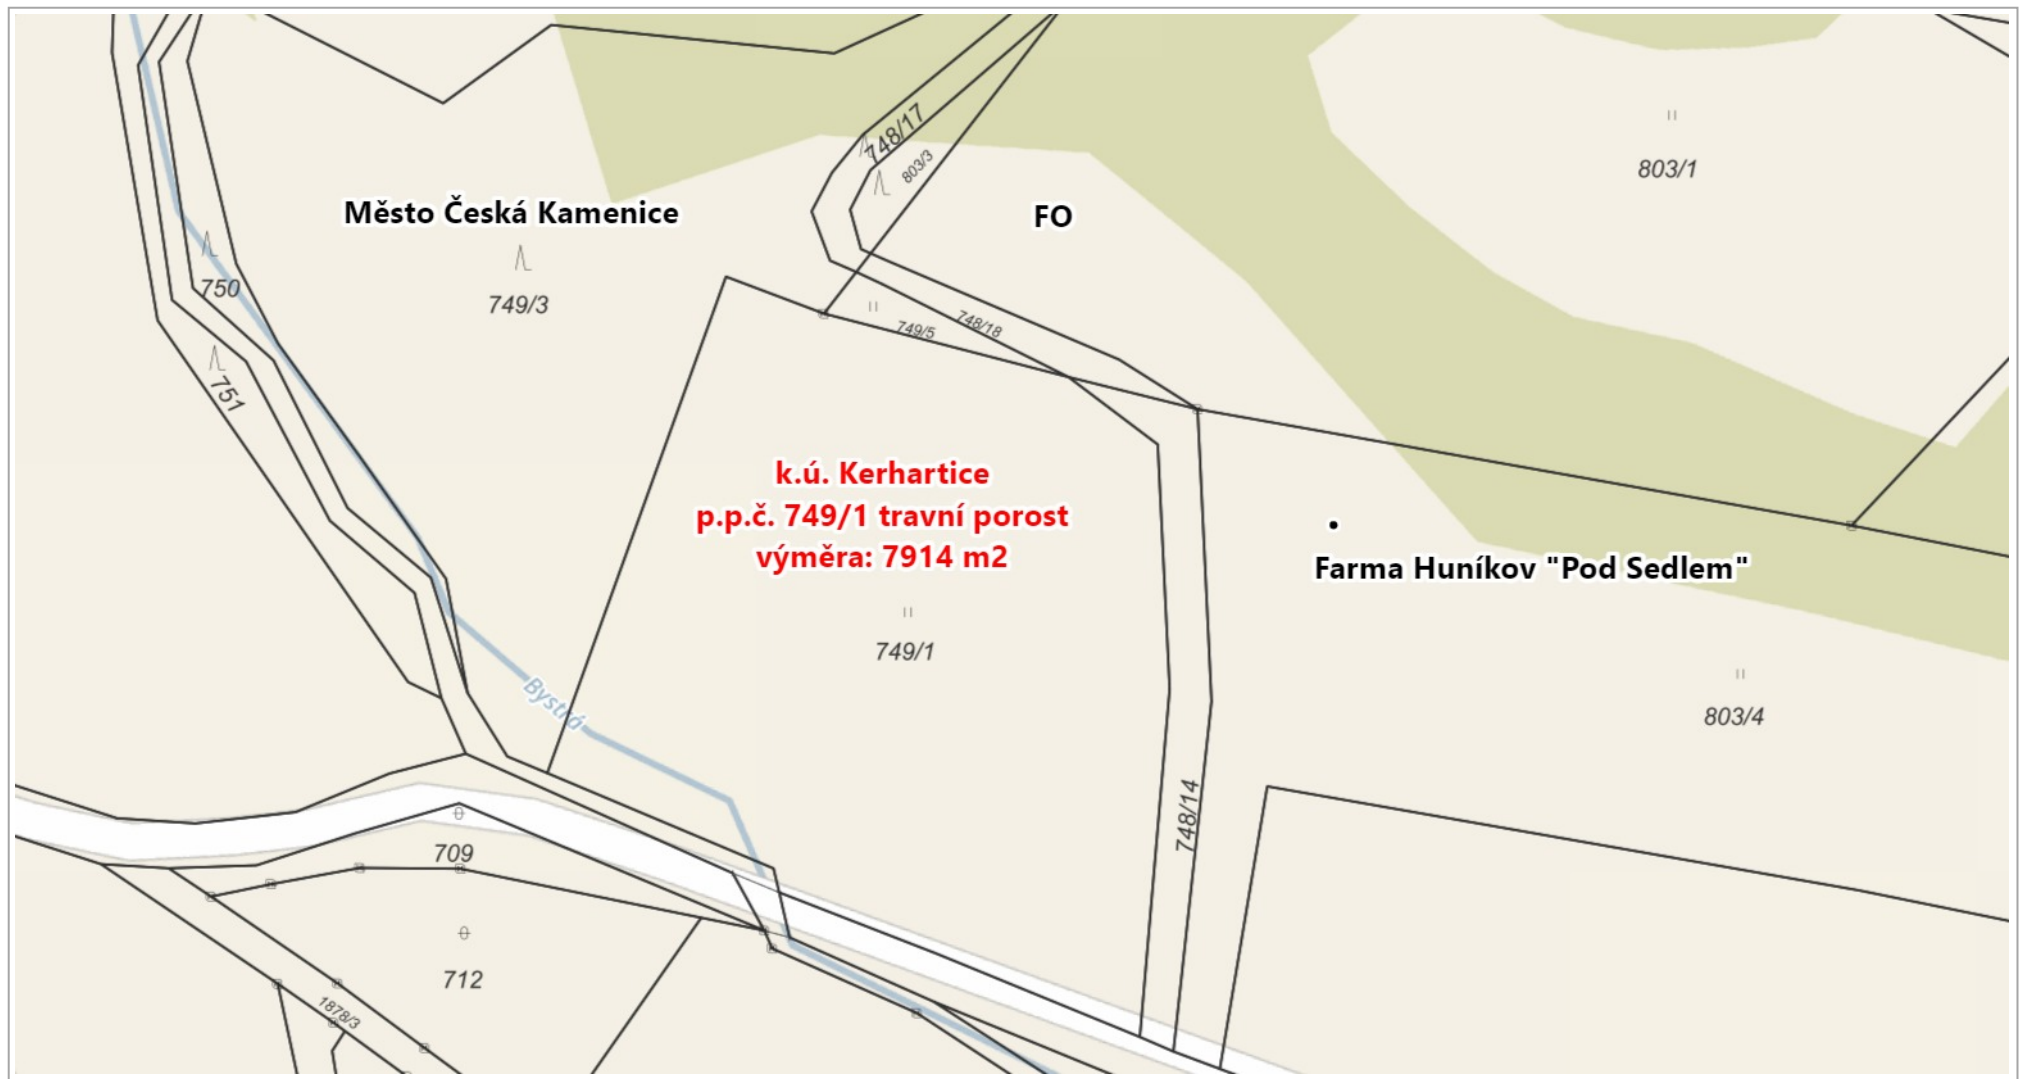 748/17
803/3
803/1
Město Česká Kamenice
FO
750
749/3
749/5
748/18
751
k.ú. Kerhartice
p.p.č. 749/1 travní porost
výměra: 7914 m2
Farma Huníkov "Pod Sedlem"
749/1
Bystrá
803/4
748/14
709
712
1878/3